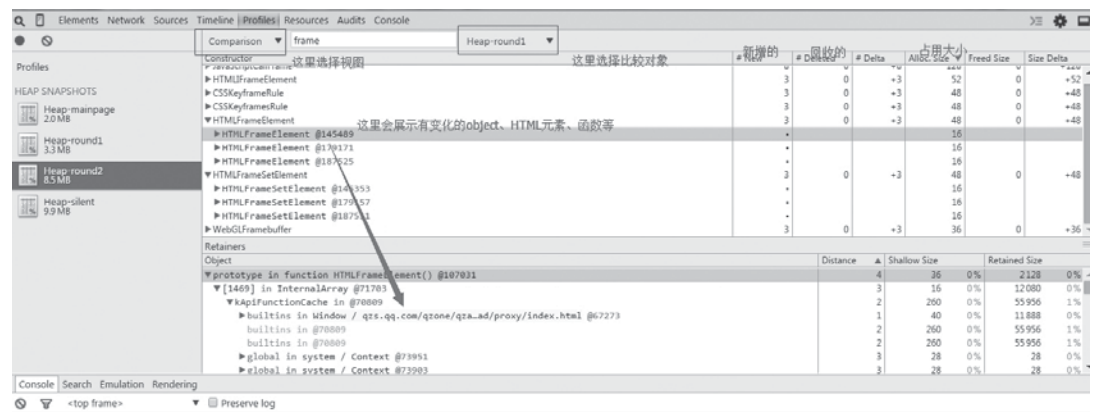 Elements Network Sources Timeline Profiles Resources Audits Console
Comparison ▼ frame Heap-round1 ▼
新增的 回收的 占用大小
Profiles
Constructor 这里选择视图 这里选择比较对象 # New # Deleted # Delta Alloc. Size ▼ Freed Size Size Delta
▶HTMLIFrameElement 3 0 +3 52 0 +52
HEAP SNAPSHOTS
▶CSSKeyframeRule 3 0 +3 48 0 +48
▶CSSKeyframesRule 3 0 +3 48 0 +48
Heap-mainpage
2.0 MB
▼HTMLFrameElement 3 0 +3 48 0 +48
这里会展示有变化的object、HTML元素、函数等
▶HTMLFrameElement @145489 • 16
Heap-round1
3.3 MB
▶HTMLFrameElement • 16
▶HTMLFrameElement • 16
Heap-round2
8.5 MB
▼HTMLFrameSetElement 3 0 +3 48 0 +48
▶HTMLFrameSetElement • 16
▶HTMLFrameSetElement • 16
Heap-silent
9.9 MB
▶HTMLFrameSetElement • 16
▶WebGLFramebuffer 3 0 +3 36 0 +36
Retainers
Object Distance ▲ Shallow Size Retained Size
▼prototype in function HTMLFrameElement() @107031 4 36 0% 2128 0%
▼[1469] in InternalArray @71703 3 16 0% 12080 0%
▼kApiFunctionCache in @70809 2 260 0% 55956 1%
▶builtins in Window / qzs.qq.com/qzone/qza…ad/proxy/index.html @67273 1 40 0% 11888 0%
builtins in @70809 2 260 0% 55956 1%
builtins in @70809 2 260 0% 55956 1%
▶global in system / Context @73951 3 28 0% 28 0%
▶global in system / Context @73903 3 28 0% 28 0%
Console Search Emulation Rendering
<top frame> ▼ Preserve log